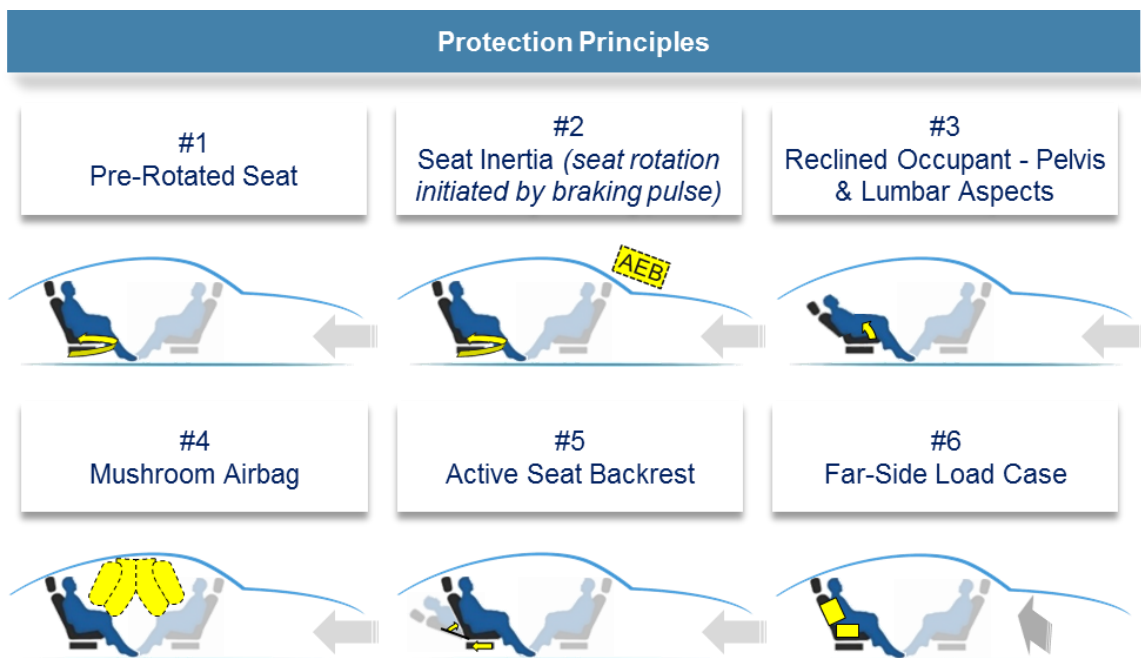 Protection Principles
#1
Pre-Rotated Seat
#2
Seat Inertia (seat rotation
initiated by braking pulse)
#3
Reclined Occupant - Pelvis
& Lumbar Aspects
AEB
#4
Mushroom Airbag
#5
Active Seat Backrest
#6
Far-Side Load Case